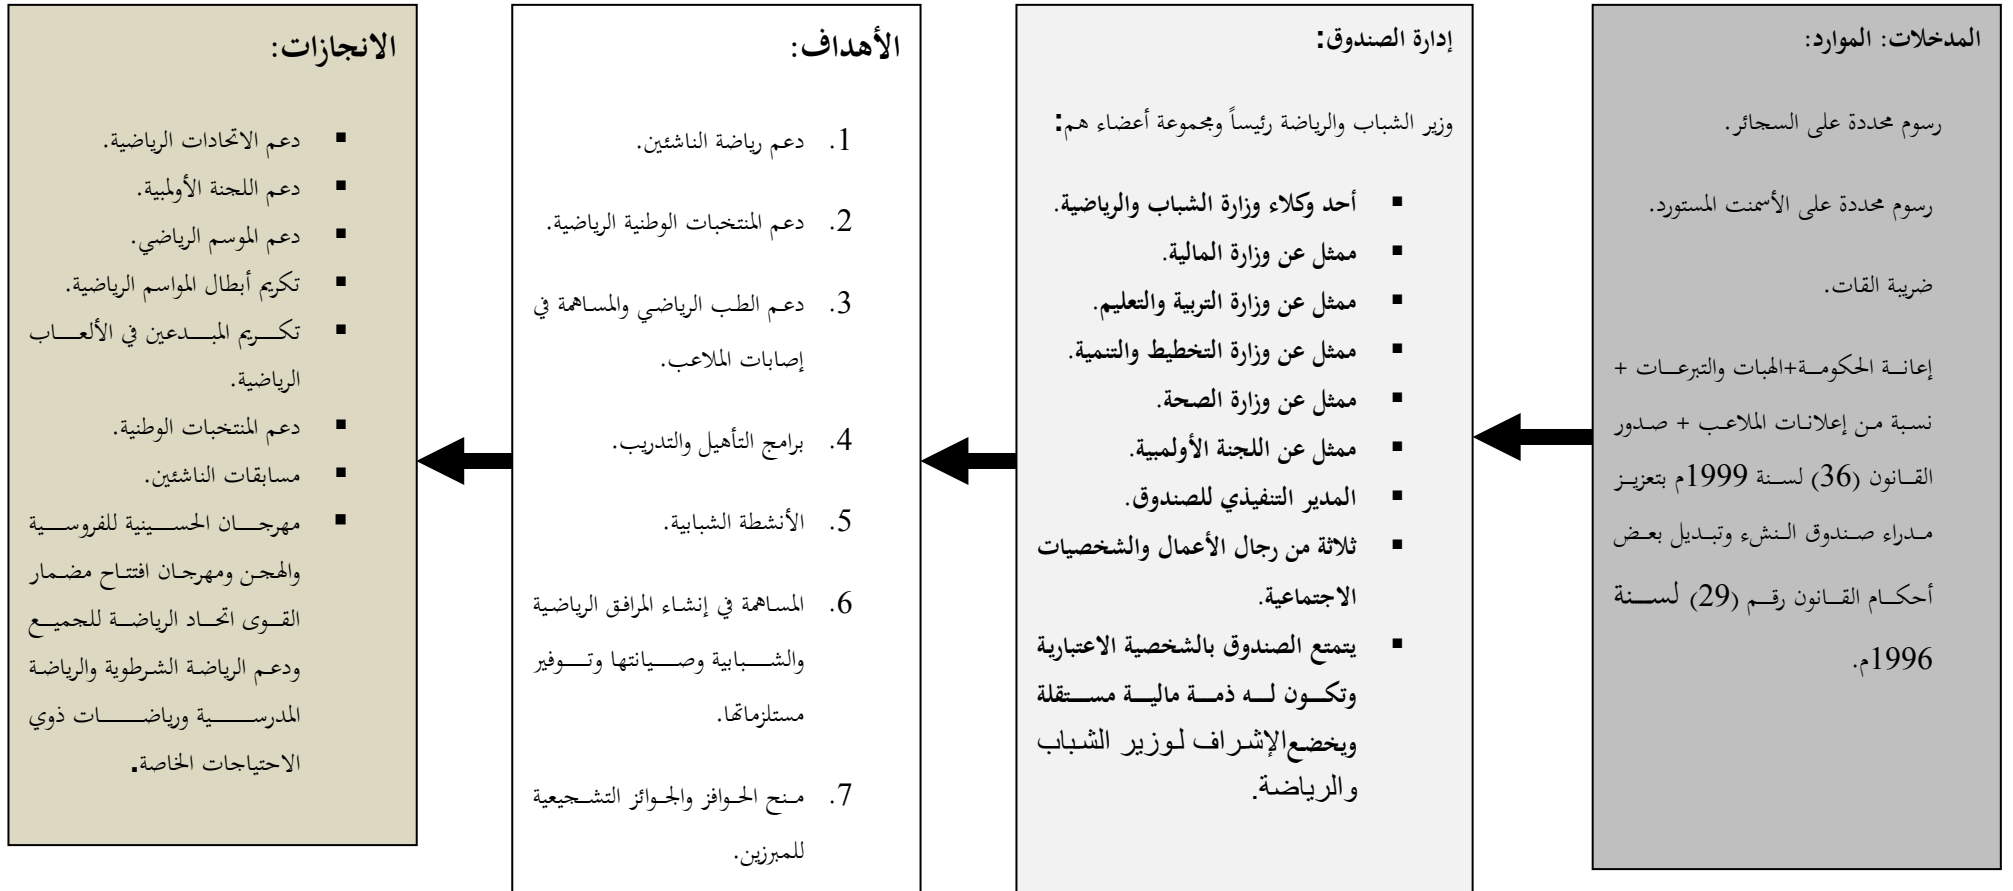 المدخلات: الموارد:
رسوم محددة على السجائر.
رسوم محددة على الأسمنت المستورد.
ضريبة القات.
إعانة الحكومة+الهبات والتبرعات +
نسبة من إعلانات الملاعب + صدور
القانون (36) لسنة 1999م بتعزيز
مدراء صندوق النشء وتبديل بعض
أحكام القانون رقم (29) لسنة
1996م.
إدارة الصندوق:
وزير الشباب والرياضة رئيساً ومجموعة أعضاء هم:
▪ أحد وكلاء وزارة الشباب والرياضية.
▪ ممثل عن وزارة المالية.
▪ ممثل عن وزارة التربية والتعليم.
▪ ممثل عن وزارة التخطيط والتنمية.
▪ ممثل عن وزارة الصحة.
▪ ممثل عن اللجنة الأولمبية.
▪ المدير التنفيذي للصندوق.
▪ ثلاثة من رجال الأعمال والشخصيات
الاجتماعية.
▪ يتمتع الصندوق بالشخصية الاعتبارية
وتكون له ذمة مالية مستقلة
ويخضع الإشراف لوزير الشباب
والرياضة.
الأهداف:
1. دعم رياضة الناشئين.
2. دعم المنتخبات الوطنية الرياضية.
3. دعم الطب الرياضي والمساهمة في
إصابات الملاعب.
4. برامج التأهيل والتدريب.
5. الأنشطة الشبابية.
6. المساهمة في إنشاء المرافق الرياضية
والشبابية وصيانتها وتوفير
مستلزماتها.
7. منح الحوافز والجوائز التشجيعية
للمبرزين.
الانجازات:
▪ دعم الاتحادات الرياضية.
▪ دعم اللجنة الأولمبية.
▪ دعم الموسم الرياضي.
▪ تكريم أبطال المواسم الرياضية.
▪ تكريم المبدعين في الألعاب
الرياضية.
▪ دعم المنتخبات الوطنية.
▪ مسابقات الناشئين.
▪ مهرجان الحسينية للفروسية
والهجن ومهرجان افتتاح مضمار
القوى اتحاد الرياضة للجميع
ودعم الرياضة الشرطوية والرياضة
المدرسية ورياضات ذوي
الاحتياجات الخاصة.